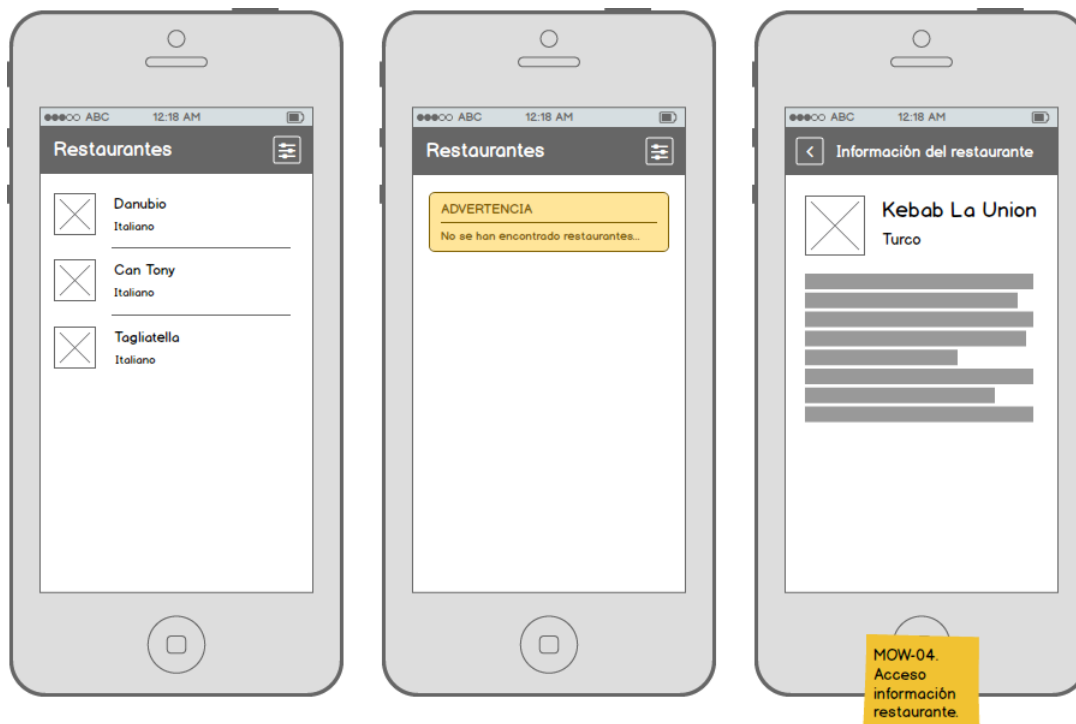 ABC 12:18 AM
Restaurantes
Danubio
Italiano
Can Tony
Italiano
Tagliatella
Italiano
ABC 12:18 AM
Restaurantes
ADVERTENCIA
No se han encontrado restaurantes...
ABC 12:18 AM
Información del restaurante
Kebab La Union
Turco
MOW-04.
Acceso
información
restaurante.